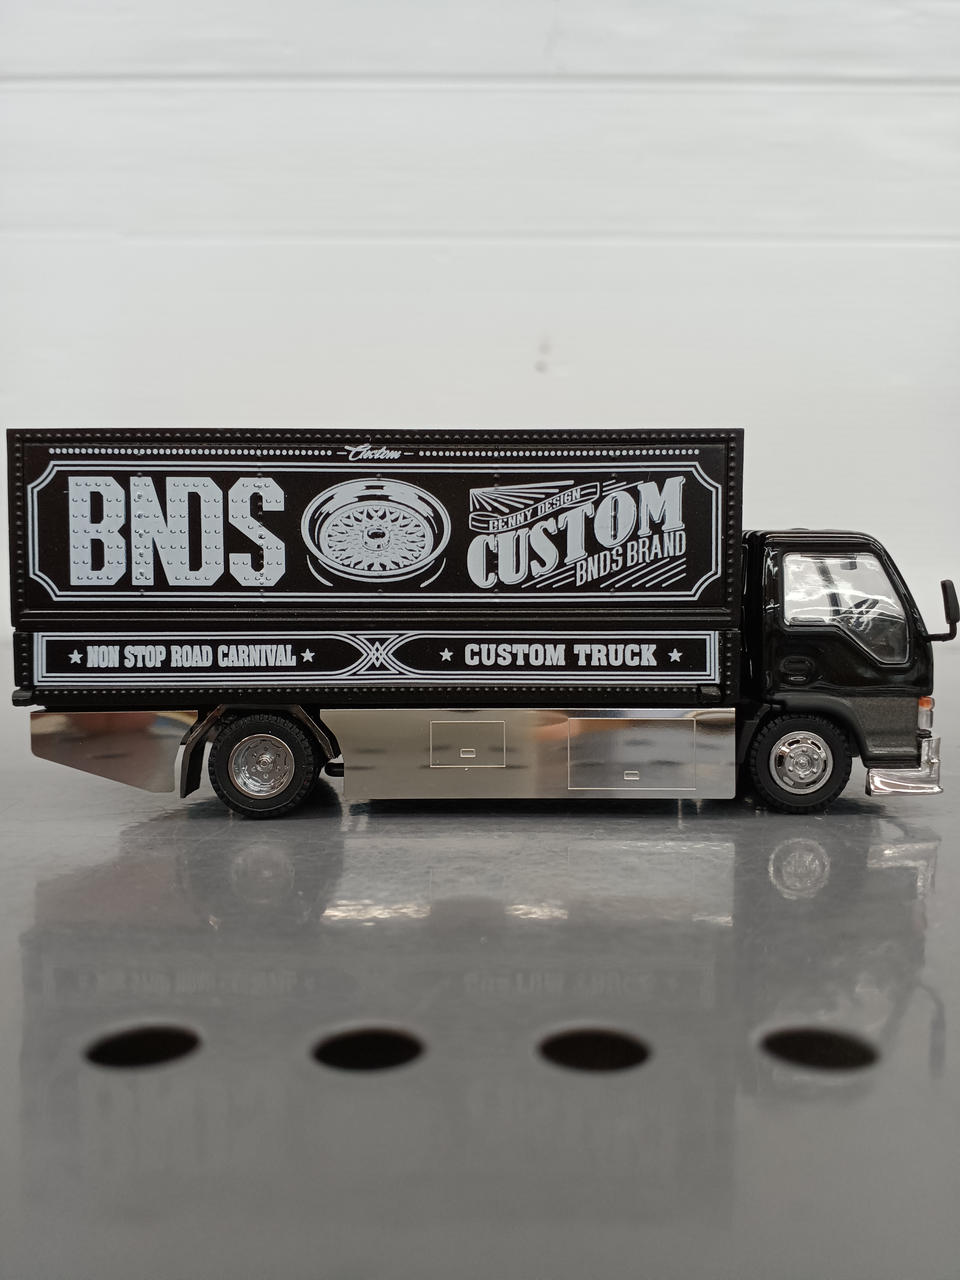 Custom
BNDS
BENNY DESIGN
CUSTOM
BNDS BRAND
★ NON STOP ROAD CARNIVAL ★
★ CUSTOM TRUCK ★